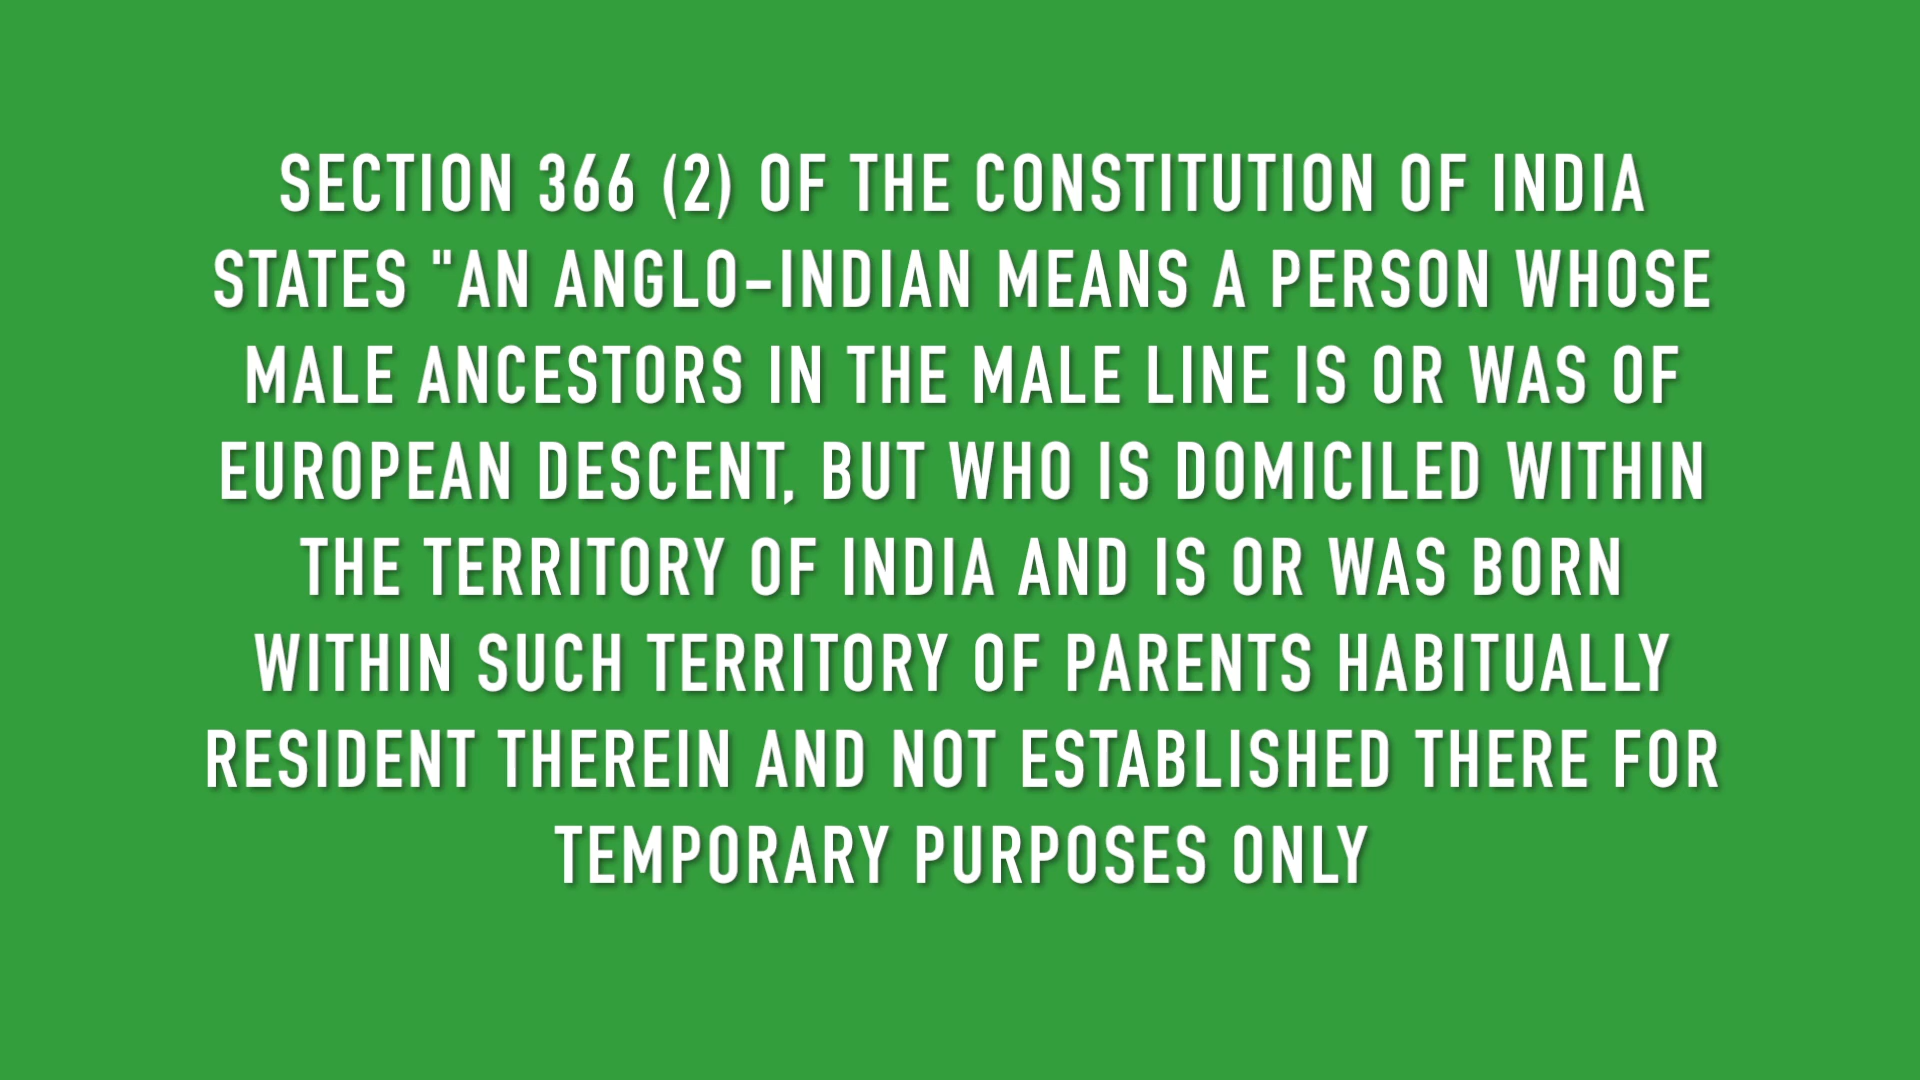 SECTION 366 (2) OF THE CONSTITUTION OF INDIA
STATES "AN ANGLO-INDIAN MEANS A PERSON WHOSE
MALE ANCESTORS IN THE MALE LINE IS OR WAS OF
EUROPEAN DESCENT, BUT WHO IS DOMICILED WITHIN
THE TERRITORY OF INDIA AND IS OR WAS BORN
WITHIN SUCH TERRITORY OF PARENTS HABITUALLY
RESIDENT THEREIN AND NOT ESTABLISHED THERE FOR
TEMPORARY PURPOSES ONLY